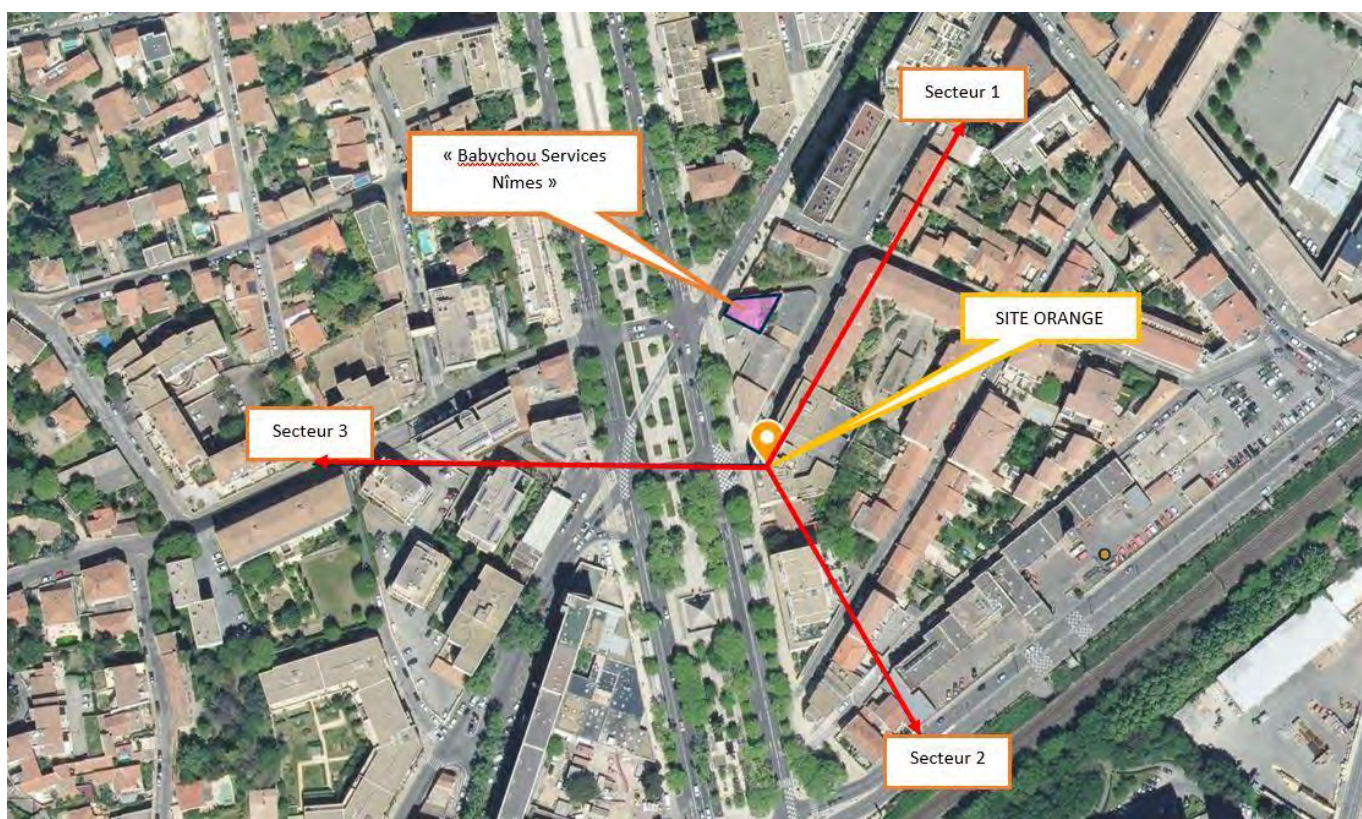 Secteur 1
« Babychou Services
Nîmes »
SITE ORANGE
Secteur 3
Secteur 2